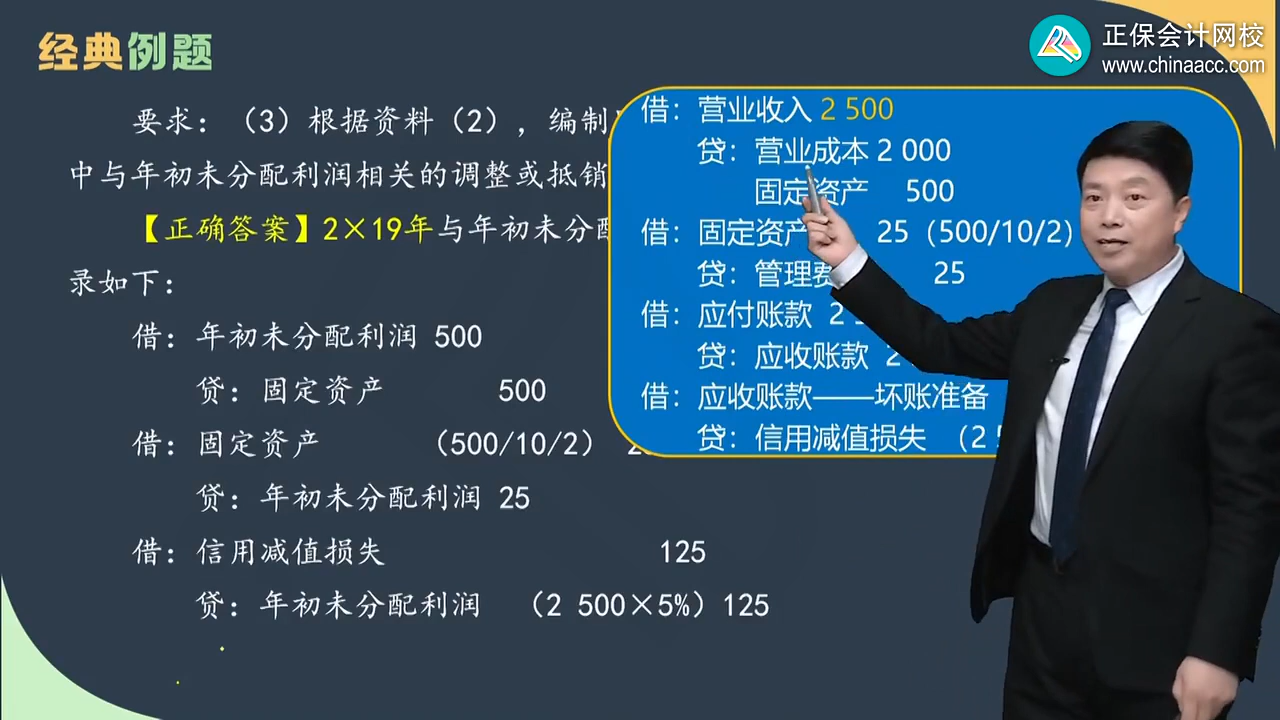 经典例题
正保会计网校
www.chinaacc.com
要求：（3）根据资料（2），编制
中与年初未分配利润相关的调整或抵销
【正确答案】2×19年与年初未分配
录如下：
借：年初未分配利润 500
贷：固定资产 500
借：固定资产 （500/10/2）
贷：年初未分配利润 25
借：信用减值损失 125
贷：年初未分配利润 （2 500×5%）125
借：营业收入 2 500
贷：营业成本 2 000
固定资产 500
借：固定资产 25（500/10/2）
贷：管理费 25
借：应付账款 2
贷：应收账款 2
借：应收账款——坏账准备
贷：信用减值损失 （2 5